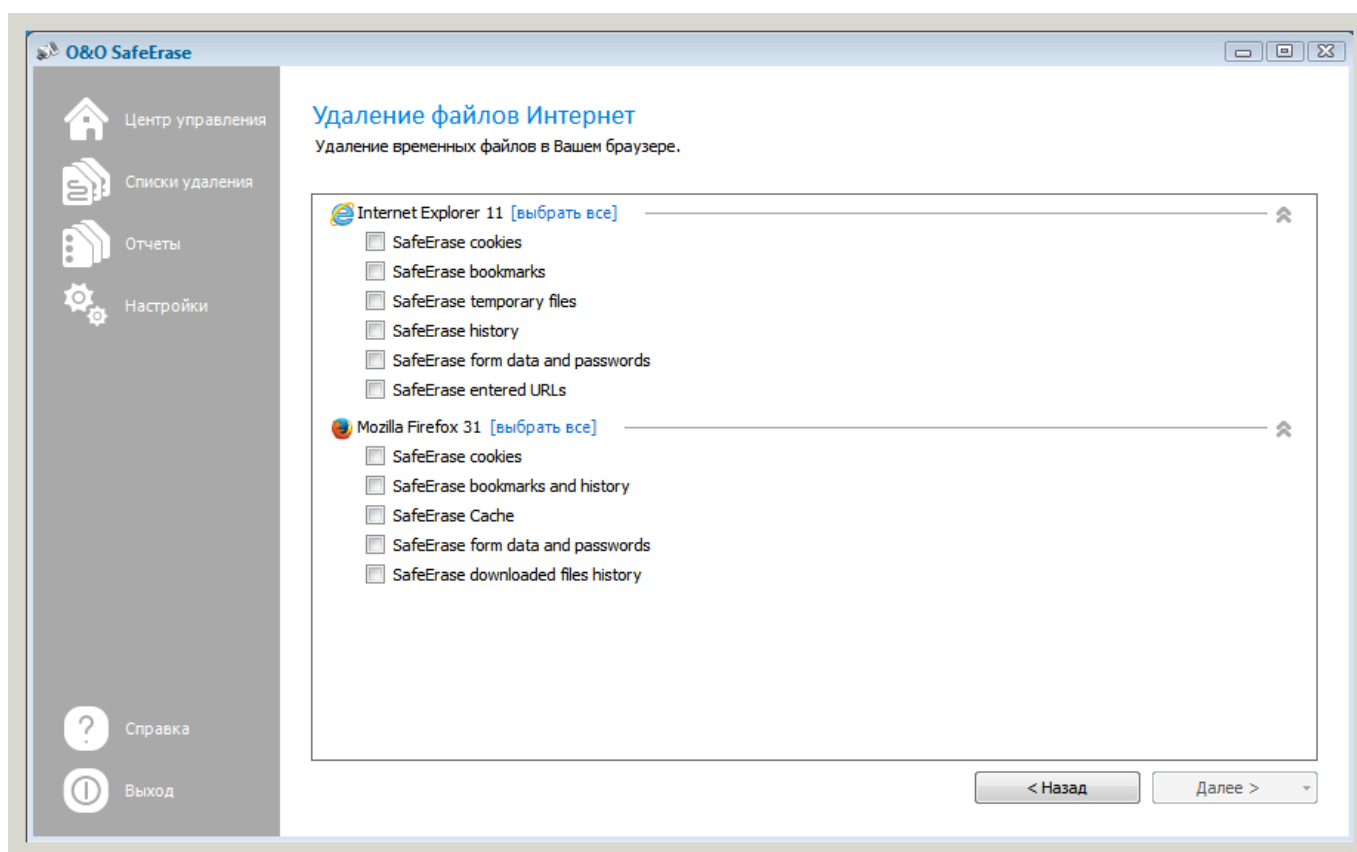 O&O SafeErase
Центр управления
Списки удаления
Отчеты
Настройки
Справка
Выход
Удаление файлов Интернет
Удаление временных файлов в Вашем браузере.
Internet Explorer 11 [выбрать все]
SafeErase cookies
SafeErase bookmarks
SafeErase temporary files
SafeErase history
SafeErase form data and passwords
SafeErase entered URLs
Mozilla Firefox 31 [выбрать все]
SafeErase cookies
SafeErase bookmarks and history
SafeErase Cache
SafeErase form data and passwords
SafeErase downloaded files history
< Назад
Далее >